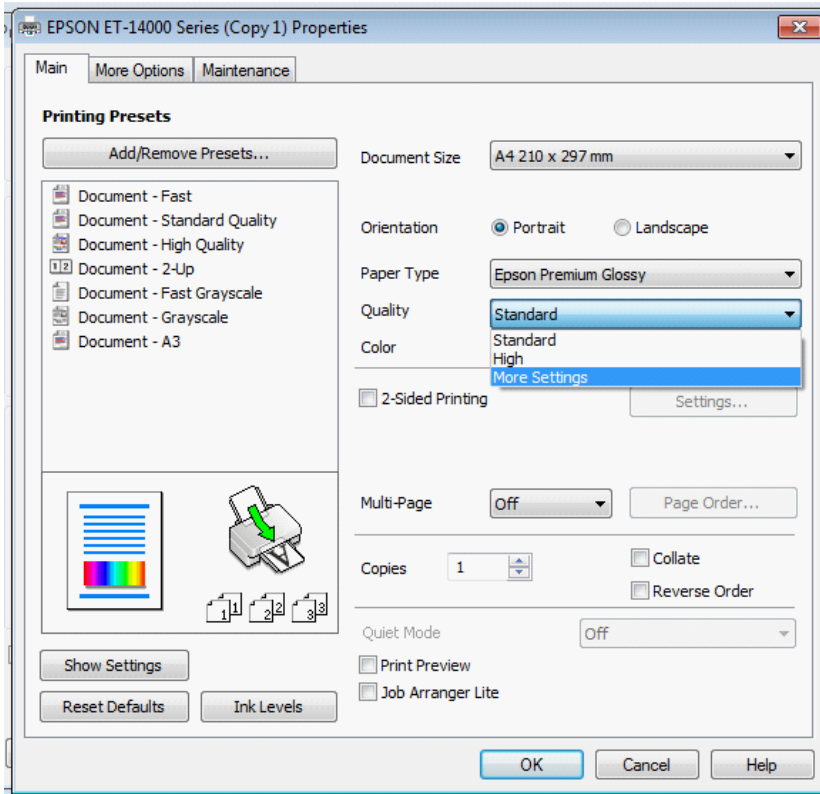 EPSON ET-14000 Series (Copy 1) Properties
Main
More Options
Maintenance
Printing Presets
Add/Remove Presets...
Document - Fast
Document - Standard Quality
Document - High Quality
1 2 Document - 2-Up
Document - Fast Grayscale
Document - Grayscale
Document - A3
1 1 2 2 3 3
Show Settings
Reset Defaults
Ink Levels
Document Size
A4 210 x 297 mm
Orientation
Portrait
Landscape
Paper Type
Epson Premium Glossy
Quality
Standard
Standard
High
More Settings
Color
2-Sided Printing
Settings...
Multi-Page
Off
Page Order...
Copies
1
Collate
Reverse Order
Quiet Mode
Off
Print Preview
Job Arranger Lite
OK
Cancel
Help